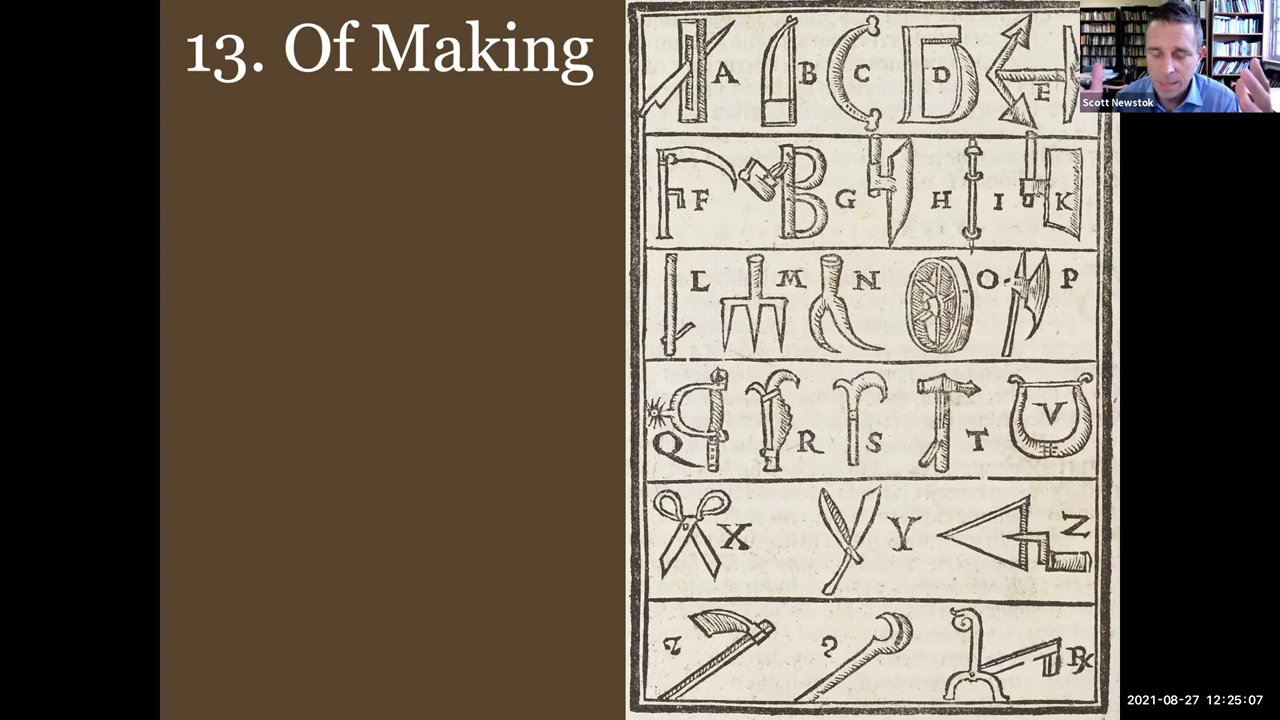 13. Of Making
A B C D E
F G H I K
L M N O P
Q R S T V
X Y Z
Scott Newstok
2021-08-27 12:25:07